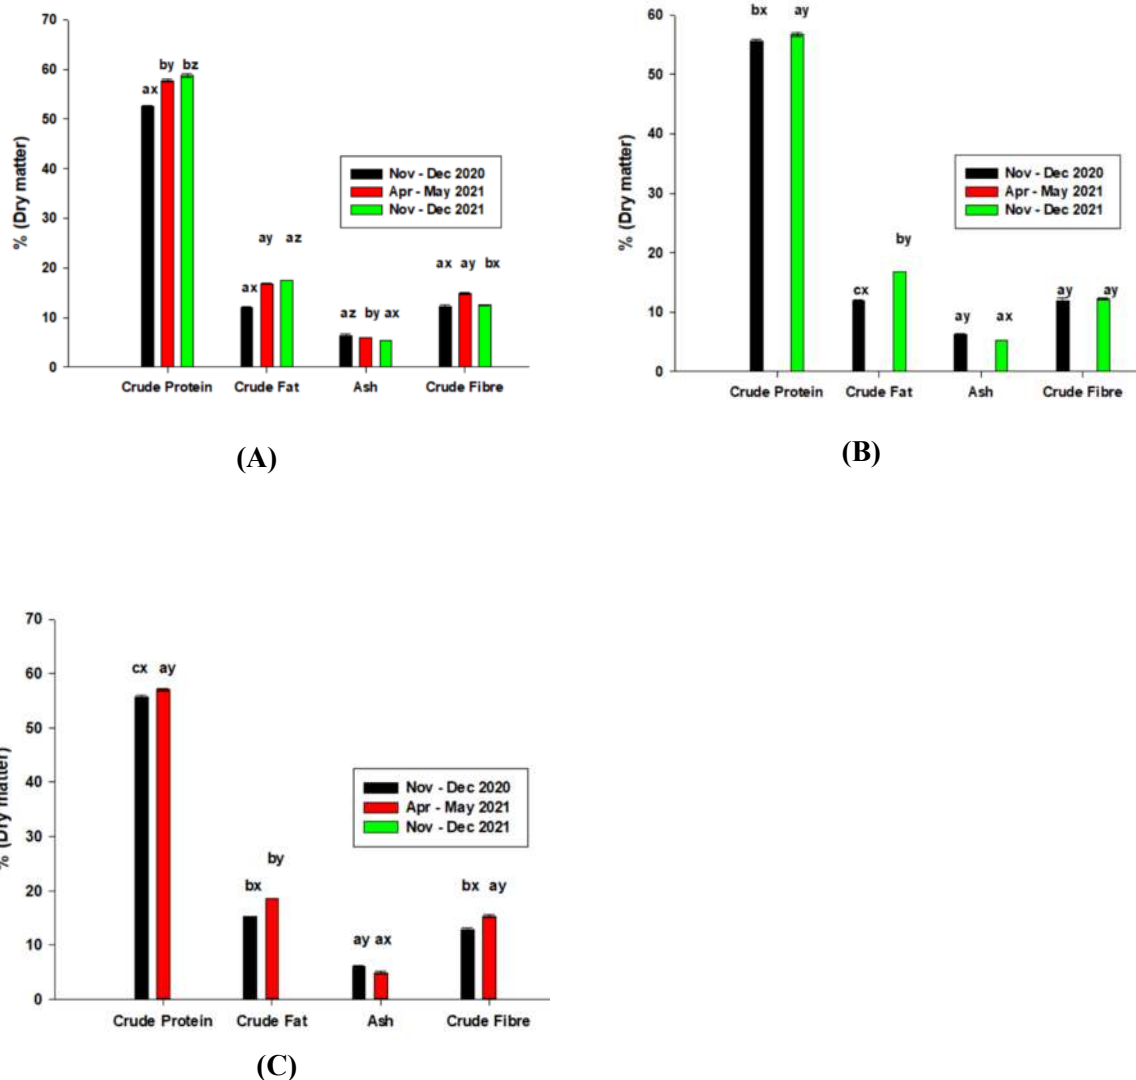 70
60
50
40
30
20
10
0
% (Dry matter)
ax by bz
ax ay az
az by ax
ax ay bx
Nov - Dec 2020
Apr - May 2021
Nov - Dec 2021
Crude Protein Crude Fat Ash Crude Fibre
(A)
60
50
40
30
20
10
0
% (Dry matter)
bx ay
cx by
ay ax
ay ay
Nov - Dec 2020
Apr - May 2021
Nov - Dec 2021
Crude Protein Crude Fat Ash Crude Fibre
(B)
70
60
50
40
30
20
10
0
% (Dry matter)
cx ay
bx by
ay ax
bx ay
Nov - Dec 2020
Apr - May 2021
Nov - Dec 2021
Crude Protein Crude Fat Ash Crude Fibre
(C)